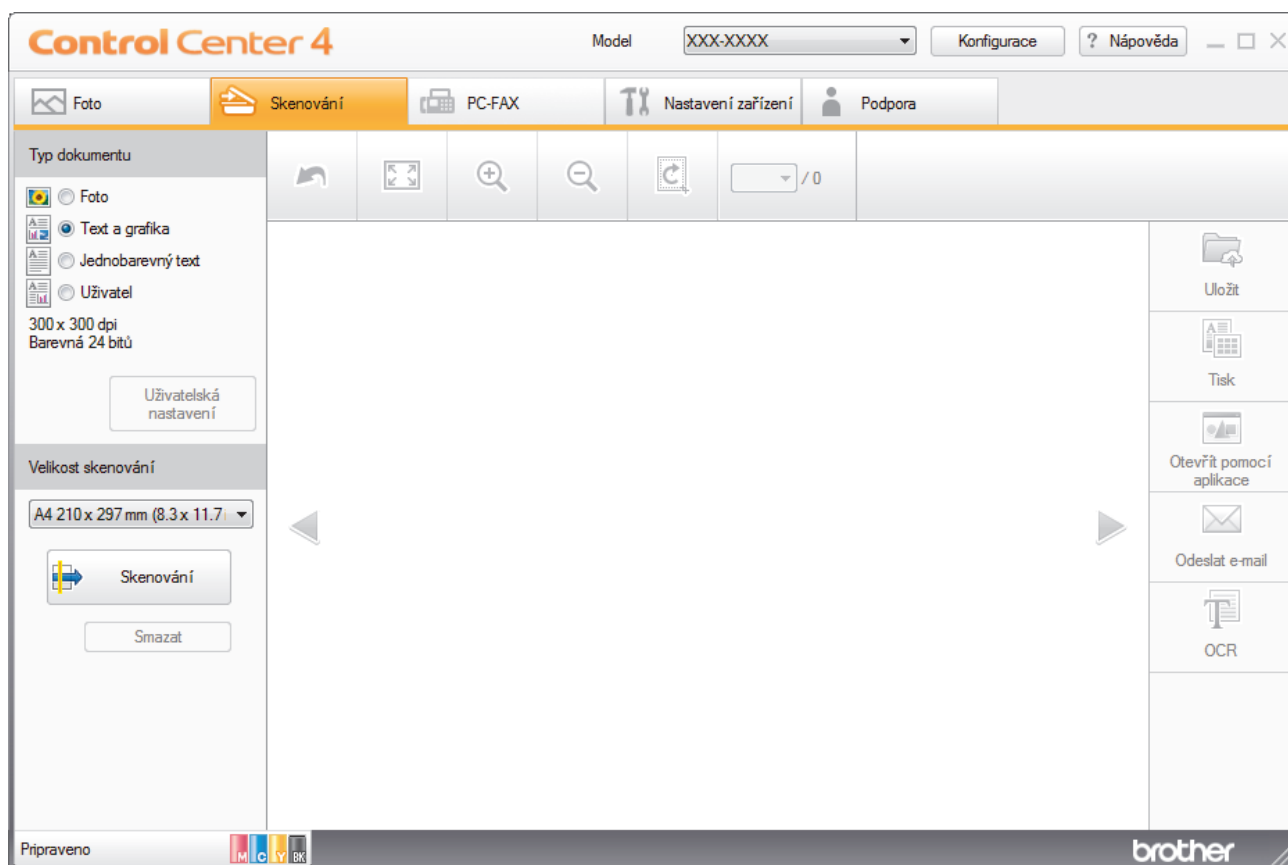 Control Center 4
Model
XXX-XXXX
Konfigurace
? Nápověda
Foto
Skenování
PC-FAX
Nastavení zařízení
Podpora
Typ dokumentu
Foto
Text a grafika
Jednobarevný text
Uživatel
300 x 300 dpi
Barevná 24 bitů
Uživatelská
nastavení
Velikost skenování
A4 210 x 297 mm (8.3 x 11.7
Skenování
Smazat
/ 0
Uložit
Tisk
Otevřít pomocí
aplikace
Odeslat e-mail
OCR
Pripraveno
M C Y BK
brother